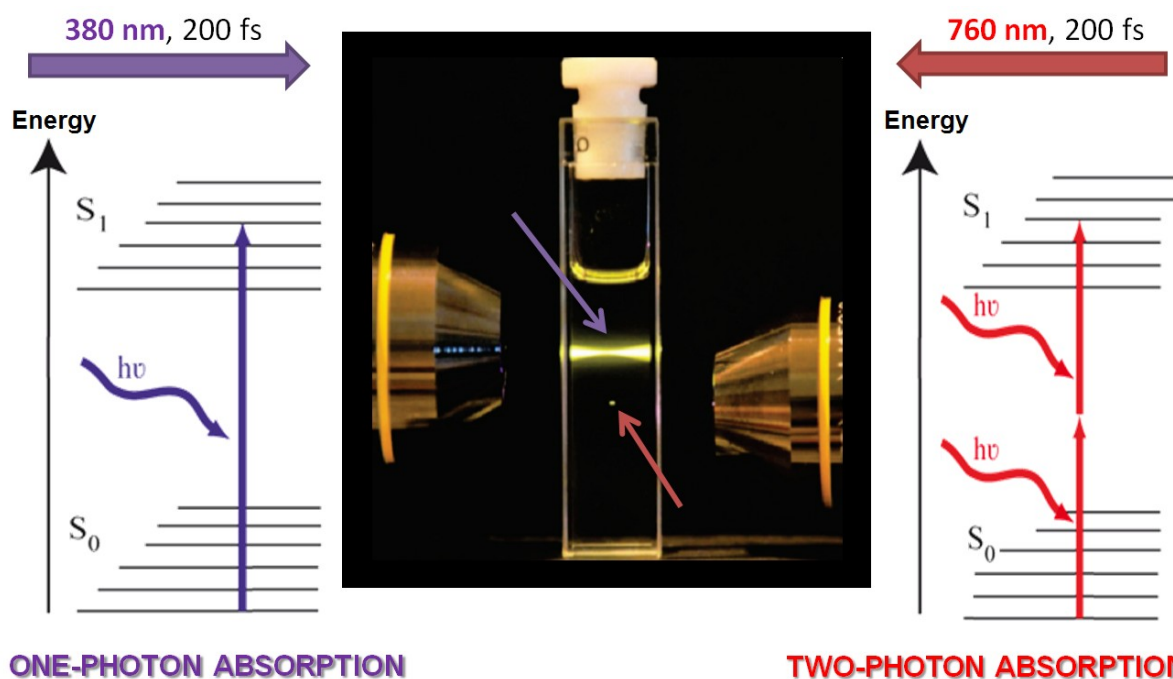 380 nm, 200 fs
760 nm, 200 fs
Energy
Energy
S1
S1
hυ
hυ
hυ
S0
S0
ONE-PHOTON ABSORPTION
TWO-PHOTON ABSORPTION